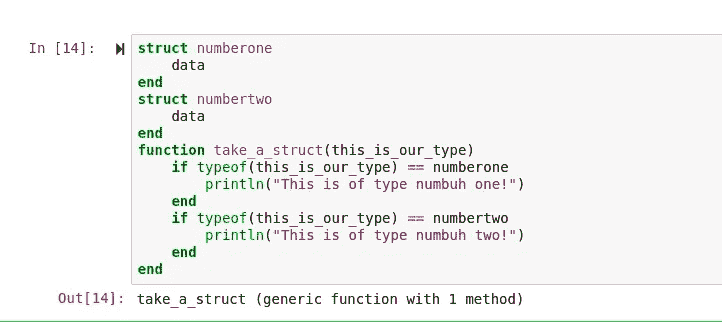 In [14]: struct numberone
    data
end
struct numbertwo
    data
end
function take_a_struct(this_is_our_type)
    if typeof(this_is_our_type) == numberone
        println("This is of type numbuh one!")
    end
    if typeof(this_is_our_type) == numbertwo
        println("This is of type numbuh two!")
    end
end
Out[14]: take_a_struct (generic function with 1 method)